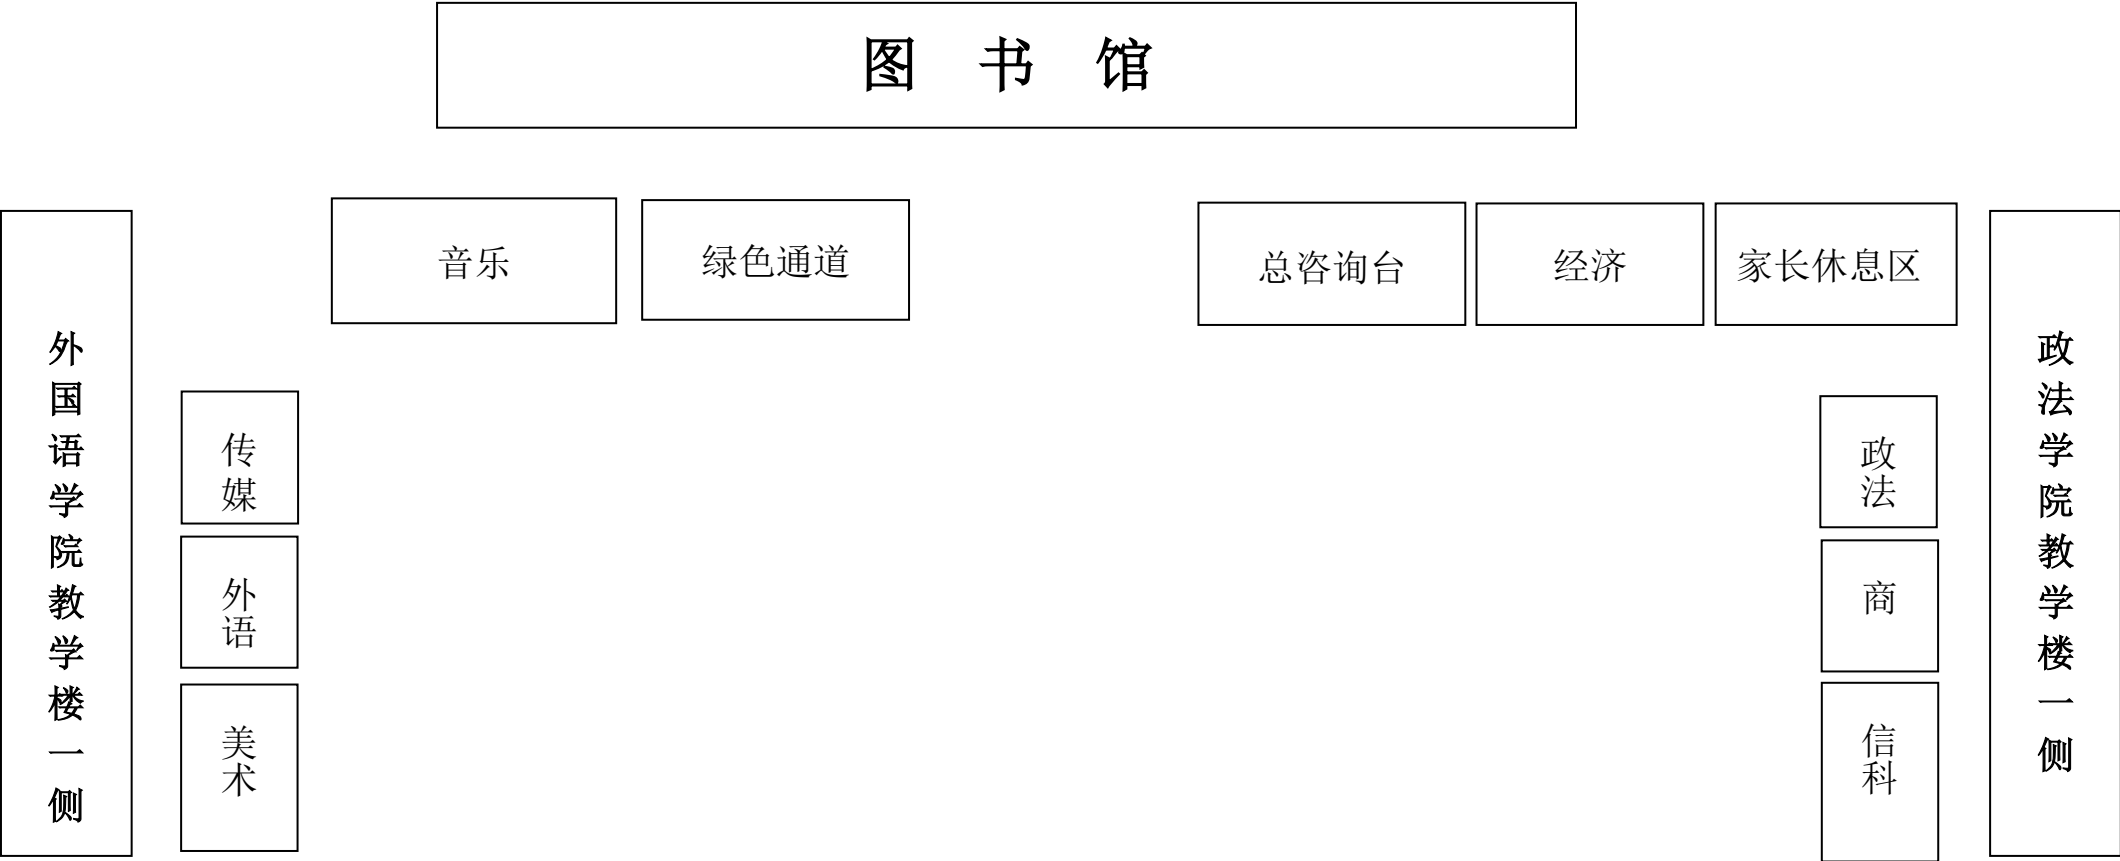 图 书 馆
音乐
绿色通道
总咨询台
经济
家长休息区
外国语学院教学楼一侧
传媒
外语
美术
政法
商
信科
政法学院教学楼一侧